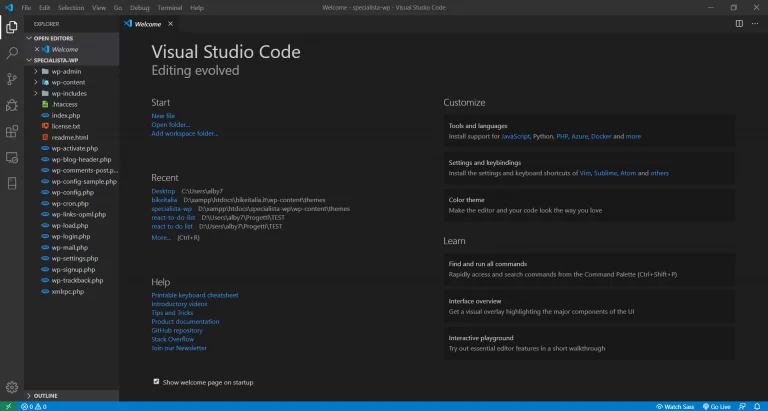 File Edit Selection View Go Debug Terminal Help
Welcome - specialista-wp - Visual Studio Code
EXPLORER
OPEN EDITORS
Welcome
SPECIALISTA-WP
wp-admin
wp-content
wp-includes
.htaccess
index.php
license.txt
readme.html
wp-activate.php
wp-blog-header.php
wp-comments-post.p...
wp-config-sample.php
wp-config.php
wp-cron.php
wp-links-opml.php
wp-load.php
wp-login.php
wp-mail.php
wp-settings.php
wp-signup.php
wp-trackback.php
xmlrpc.php
OUTLINE
Welcome
Visual Studio Code
Editing evolved
Start
New file
Open folder...
Add workspace folder...
Recent
Desktop C:\Users\alby7
bikeitalia D:\xampp\htdocs\bikeitalia.it\wp-content\themes
specialista-wp D:\xampp\htdocs\specialista-wp\wp-content\themes
react-to-do-list D:\Users\alby7\Progetti\TEST
react to do list D:\Users\alby7\Progetti\TEST
More... (Ctrl+R)
Help
Printable keyboard cheatsheet
Introductory videos
Tips and Tricks
Product documentation
GitHub repository
Stack Overflow
Join our Newsletter
Show welcome page on startup
Customize
Tools and languages
Install support for JavaScript, Python, PHP, Azure, Docker and more
Settings and keybindings
Install the settings and keyboard shortcuts of Vim, Sublime, Atom and others
Color theme
Make the editor and your code look the way you love
Learn
Find and run all commands
Rapidly access and search commands from the Command Palette (Ctrl+Shift+P)
Interface overview
Get a visual overlay highlighting the major components of the UI
Interactive playground
Try out essential editor features in a short walkthrough
0 0
Watch Sass Go Live